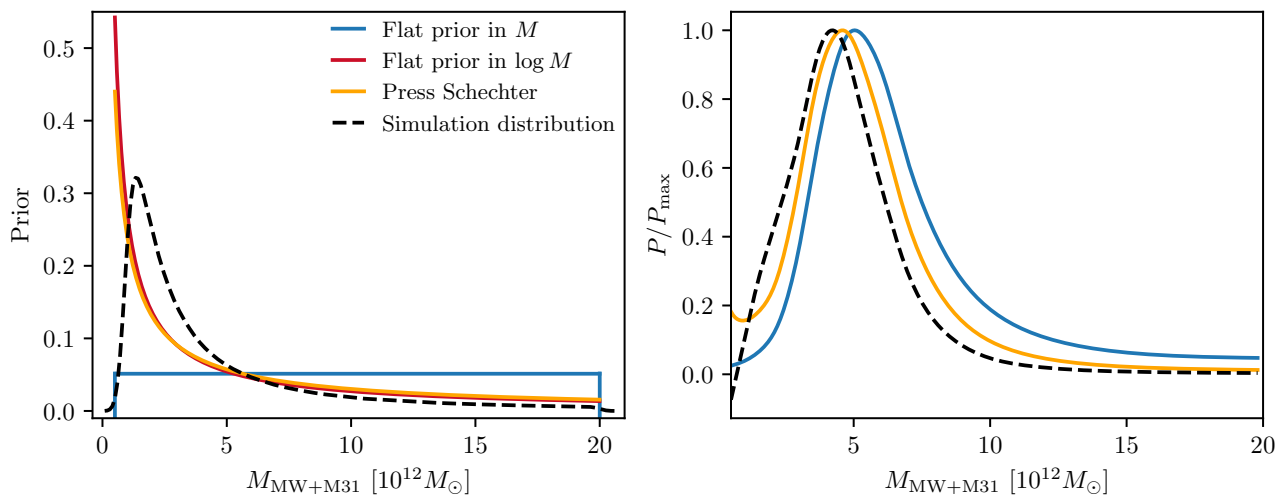 Flat prior in M
Flat prior in log M
Press Schechter
Simulation distribution
Prior
0.5
0.4
0.3
0.2
0.1
0.0
0 5 10 15 20
M_MW+M31 [10^12 M_⊙]
P/P_max
1.0
0.8
0.6
0.4
0.2
0.0
5 10 15 20
M_MW+M31 [10^12 M_⊙]